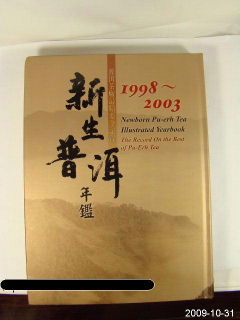 1998~
2003
Newborn Pu-erh Tea
Illustrated Yearbook
The Record On the Best
of Pu-Erh Tea
新生
普洱
年鑑
2009-10-31